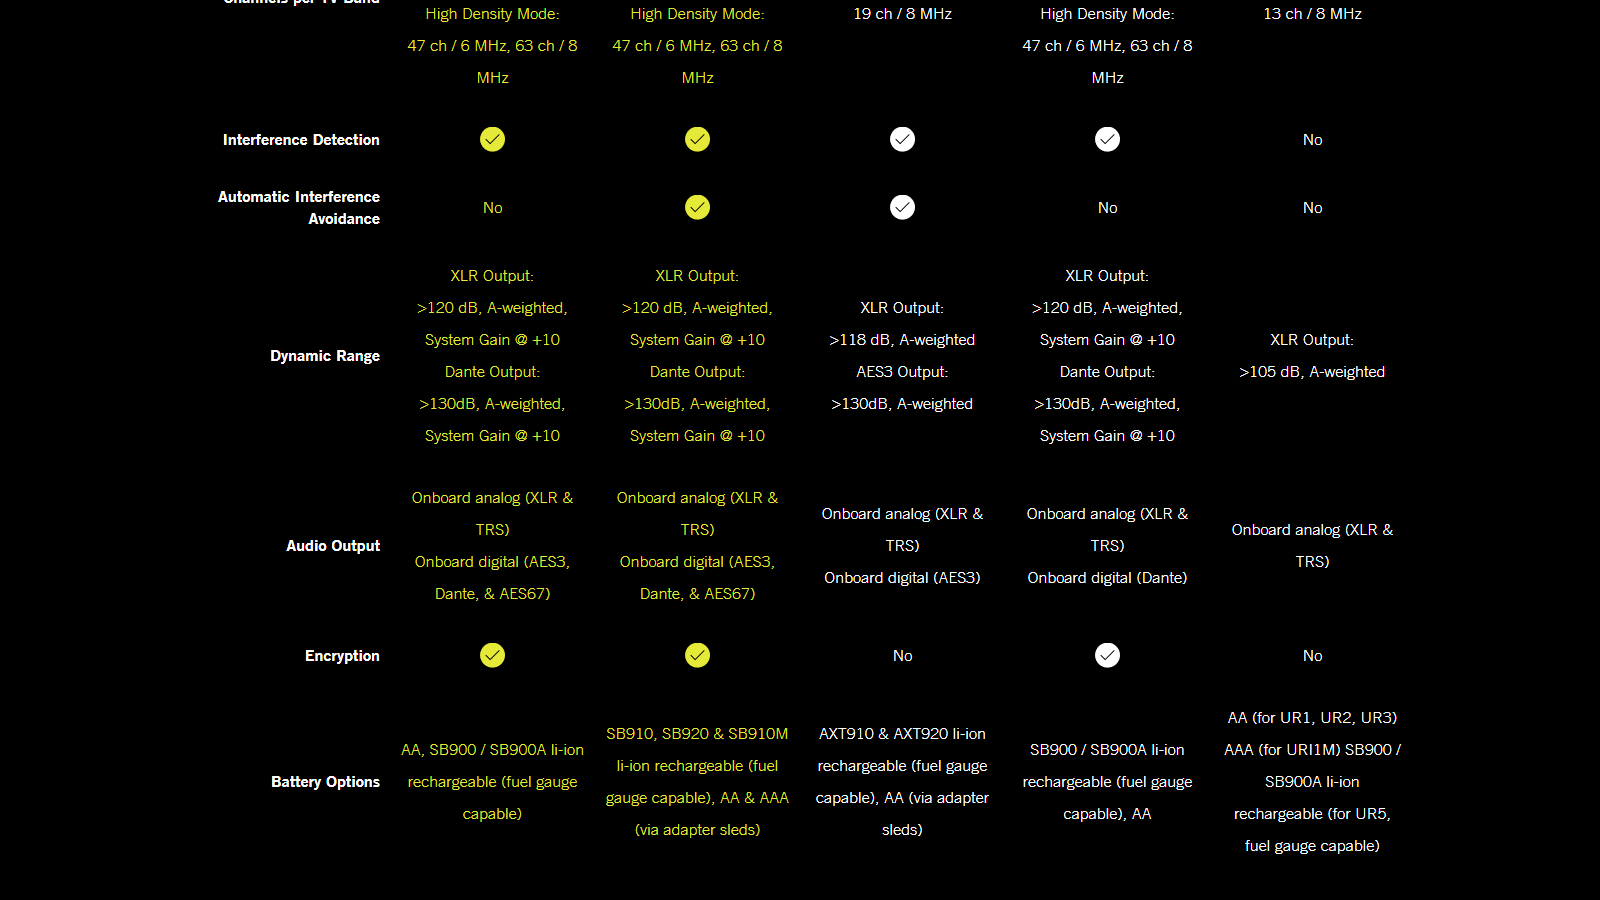 Channels per TV Band
High Density Mode:
47 ch / 6 MHz, 63 ch / 8
MHz
High Density Mode:
47 ch / 6 MHz, 63 ch / 8
MHz
19 ch / 8 MHz
High Density Mode:
47 ch / 6 MHz, 63 ch / 8
MHz
13 ch / 8 MHz
Interference Detection
No
Automatic Interference
Avoidance
No
No
No
Dynamic Range
XLR Output:
>120 dB, A-weighted,
System Gain @ +10
Dante Output:
>130dB, A-weighted,
System Gain @ +10
XLR Output:
>120 dB, A-weighted,
System Gain @ +10
Dante Output:
>130dB, A-weighted,
System Gain @ +10
XLR Output:
>118 dB, A-weighted
AES3 Output:
>130dB, A-weighted
XLR Output:
>120 dB, A-weighted,
System Gain @ +10
Dante Output:
>130dB, A-weighted,
System Gain @ +10
XLR Output:
>105 dB, A-weighted
Audio Output
Onboard analog (XLR &
TRS)
Onboard digital (AES3,
Dante, & AES67)
Onboard analog (XLR &
TRS)
Onboard digital (AES3,
Dante, & AES67)
Onboard analog (XLR &
TRS)
Onboard digital (AES3)
Onboard analog (XLR &
TRS)
Onboard digital (Dante)
Onboard analog (XLR &
TRS)
Encryption
No
No
Battery Options
AA, SB900 / SB900A li-ion
rechargeable (fuel gauge
capable)
SB910, SB920 & SB910M
li-ion rechargeable (fuel
gauge capable), AA & AAA
(via adapter sleds)
AXT910 & AXT920 li-ion
rechargeable (fuel gauge
capable), AA (via adapter
sleds)
SB900 / SB900A li-ion
rechargeable (fuel gauge
capable), AA
AA (for UR1, UR2, UR3)
AAA (for URI1M) SB900 /
SB900A li-ion
rechargeable (for UR5,
fuel gauge capable)